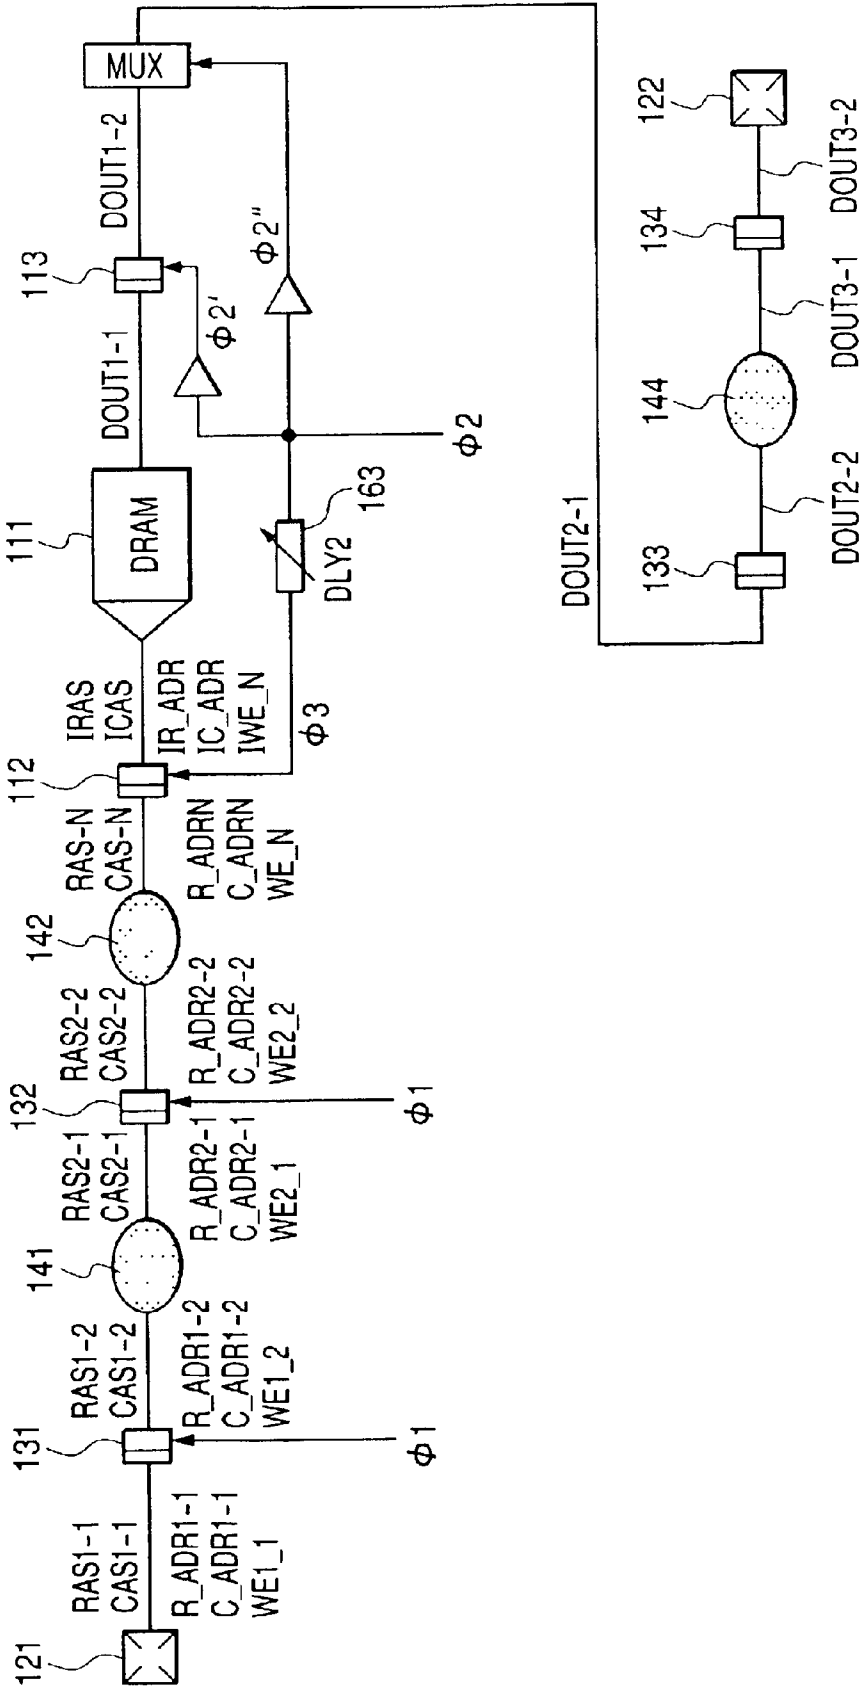 121
RAS1-1
CAS1-1
R_ADR1-1
C_ADR1-1
WE1_1
131
Φ1
RAS1-2
CAS1-2
R_ADR1-2
C_ADR1-2
WE1_2
141
RAS2-1
CAS2-1
R_ADR2-1
C_ADR2-1
WE2_1
132
Φ1
RAS2-2
CAS2-2
R_ADR2-2
C_ADR2-2
WE2_2
142
RAS-N
CAS-N
R_ADRN
C_ADRN
WE_N
112
Φ3
IRAS
ICAS
IR_ADR
IC_ADR
IWE_N
111
DRAM
DLY2
163
Φ2
DOUT1-1
113
Φ2'
Φ2"
DOUT1-2
MUX
DOUT2-1
133
DOUT2-2
144
DOUT3-1
134
DOUT3-2
122